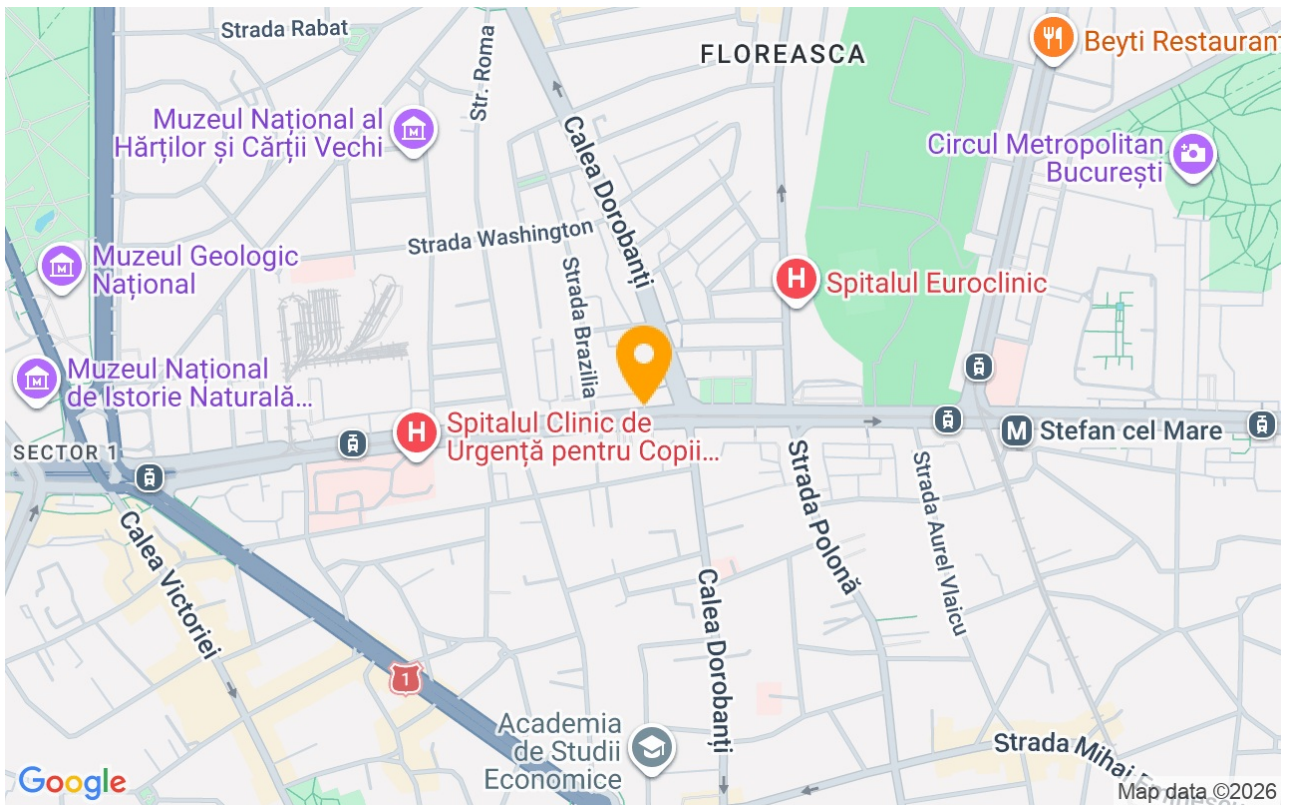 Strada Rabat
Str. Roma
FLOREASCA
Beyti Restaurant
Muzeul Național al
Hărților și Cărții Vechi
Calea Dorobanți
Circul Metropolitan
București
Strada Washington
Muzeul Geologic
Național
Strada Brazilia
H
Spitalul Euroclinic
Muzeul Național
de Istorie Naturală...
H
Spitalul Clinic de
Urgență pentru Copii...
M
Stefan cel Mare
SECTOR 1
Strada Polonă
Strada Aurel Vlaicu
Calea Victoriei
Calea Dorobanți
1
Academia
de Studii
Economice
Strada Mihai
Google
Map data ©2026